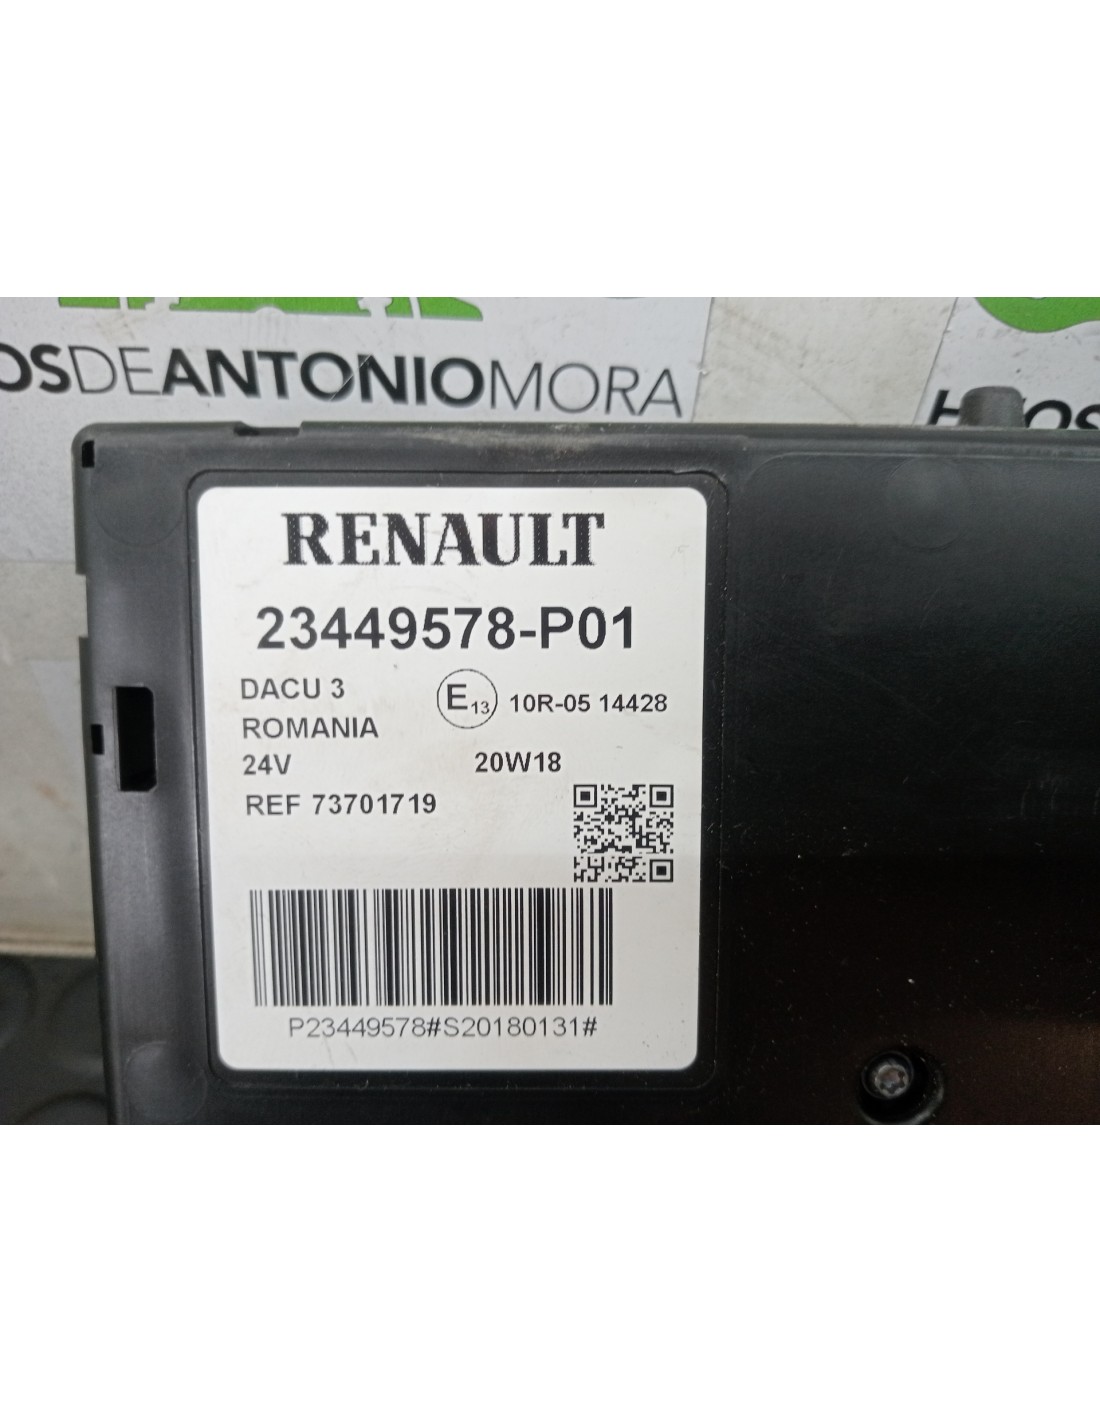 OSDEANTONIOMORA
RENAULT
23449578-P01
DACU 3
E13 10R-05 14428
ROMANIA
24V
20W18
REF 73701719
P23449578#S20180131#